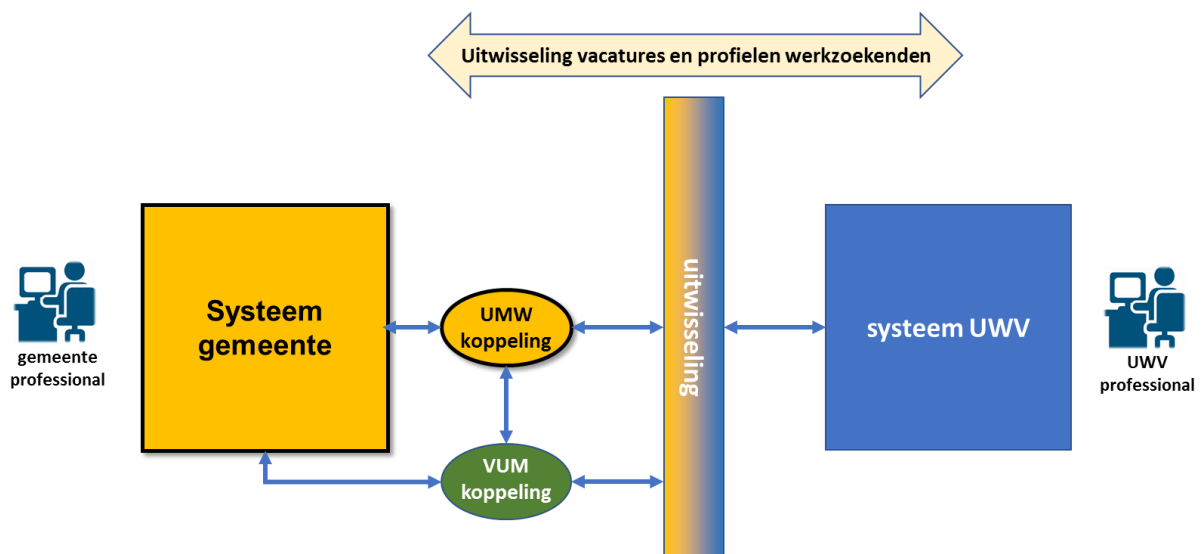 Uitwisseling vacatures en profielen werkzoekenden
Systeem
gemeente
gemeente
professional
UMW
koppeling
VUM
koppeling
uitwisseling
systeem UWV
UWV
professional